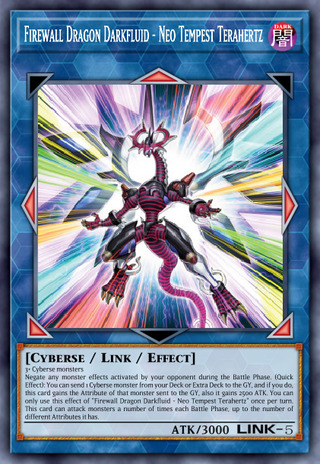 Firewall Dragon Darkfluid - Neo Tempest Terahertz
DARK
闇
[Cyberse / Link / Effect]
3+ Cyberse monsters
Negate any monster effects activated by your opponent during the Battle Phase. (Quick
Effect): You can send 1 Cyberse monster from your Deck or Extra Deck to the GY, and if you do,
this card gains the Attribute of that monster sent to the GY, also it gains 2500 ATK. You can
only use this effect of "Firewall Dragon Darkfluid - Neo Tempest Terahertz" once per turn.
This card can attack monsters a number of times each Battle Phase, up to the number of
different Attributes it has.
ATK/3000 LINK-5